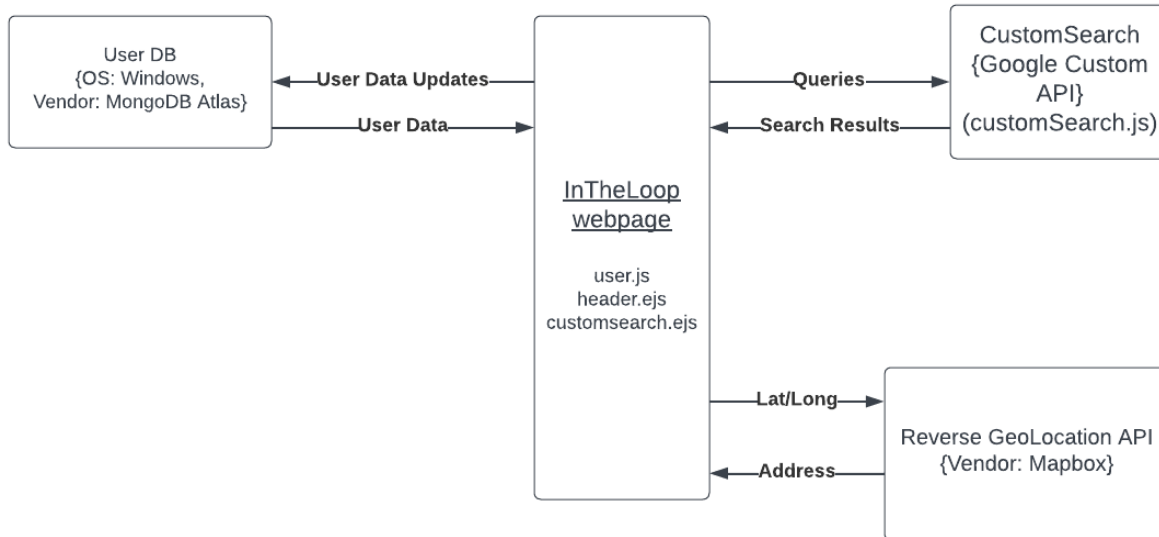 User DB
{OS: Windows,
Vendor: MongoDB Atlas}
User Data Updates
User Data
InTheLoop
webpage
user.js
header.ejs
customsearch.ejs
Queries
Search Results
CustomSearch
{Google Custom
API}
(customSearch.js)
Lat/Long
Address
Reverse GeoLocation API
{Vendor: Mapbox}